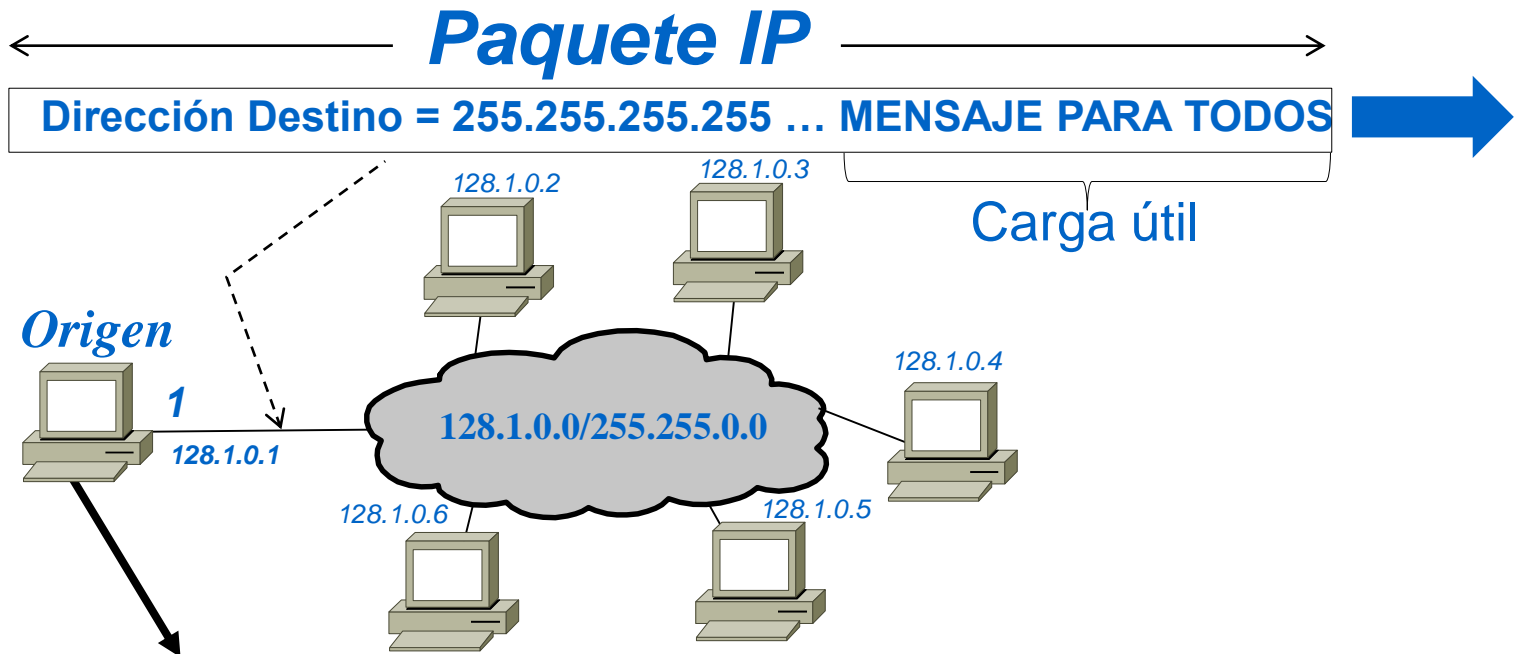 Paquete IP
Dirección Destino = 255.255.255.255 ... MENSAJE PARA TODOS
128.1.0.2
128.1.0.3
Carga útil
Origen
1
128.1.0.1
128.1.0.0/255.255.0.0
128.1.0.4
128.1.0.6
128.1.0.5